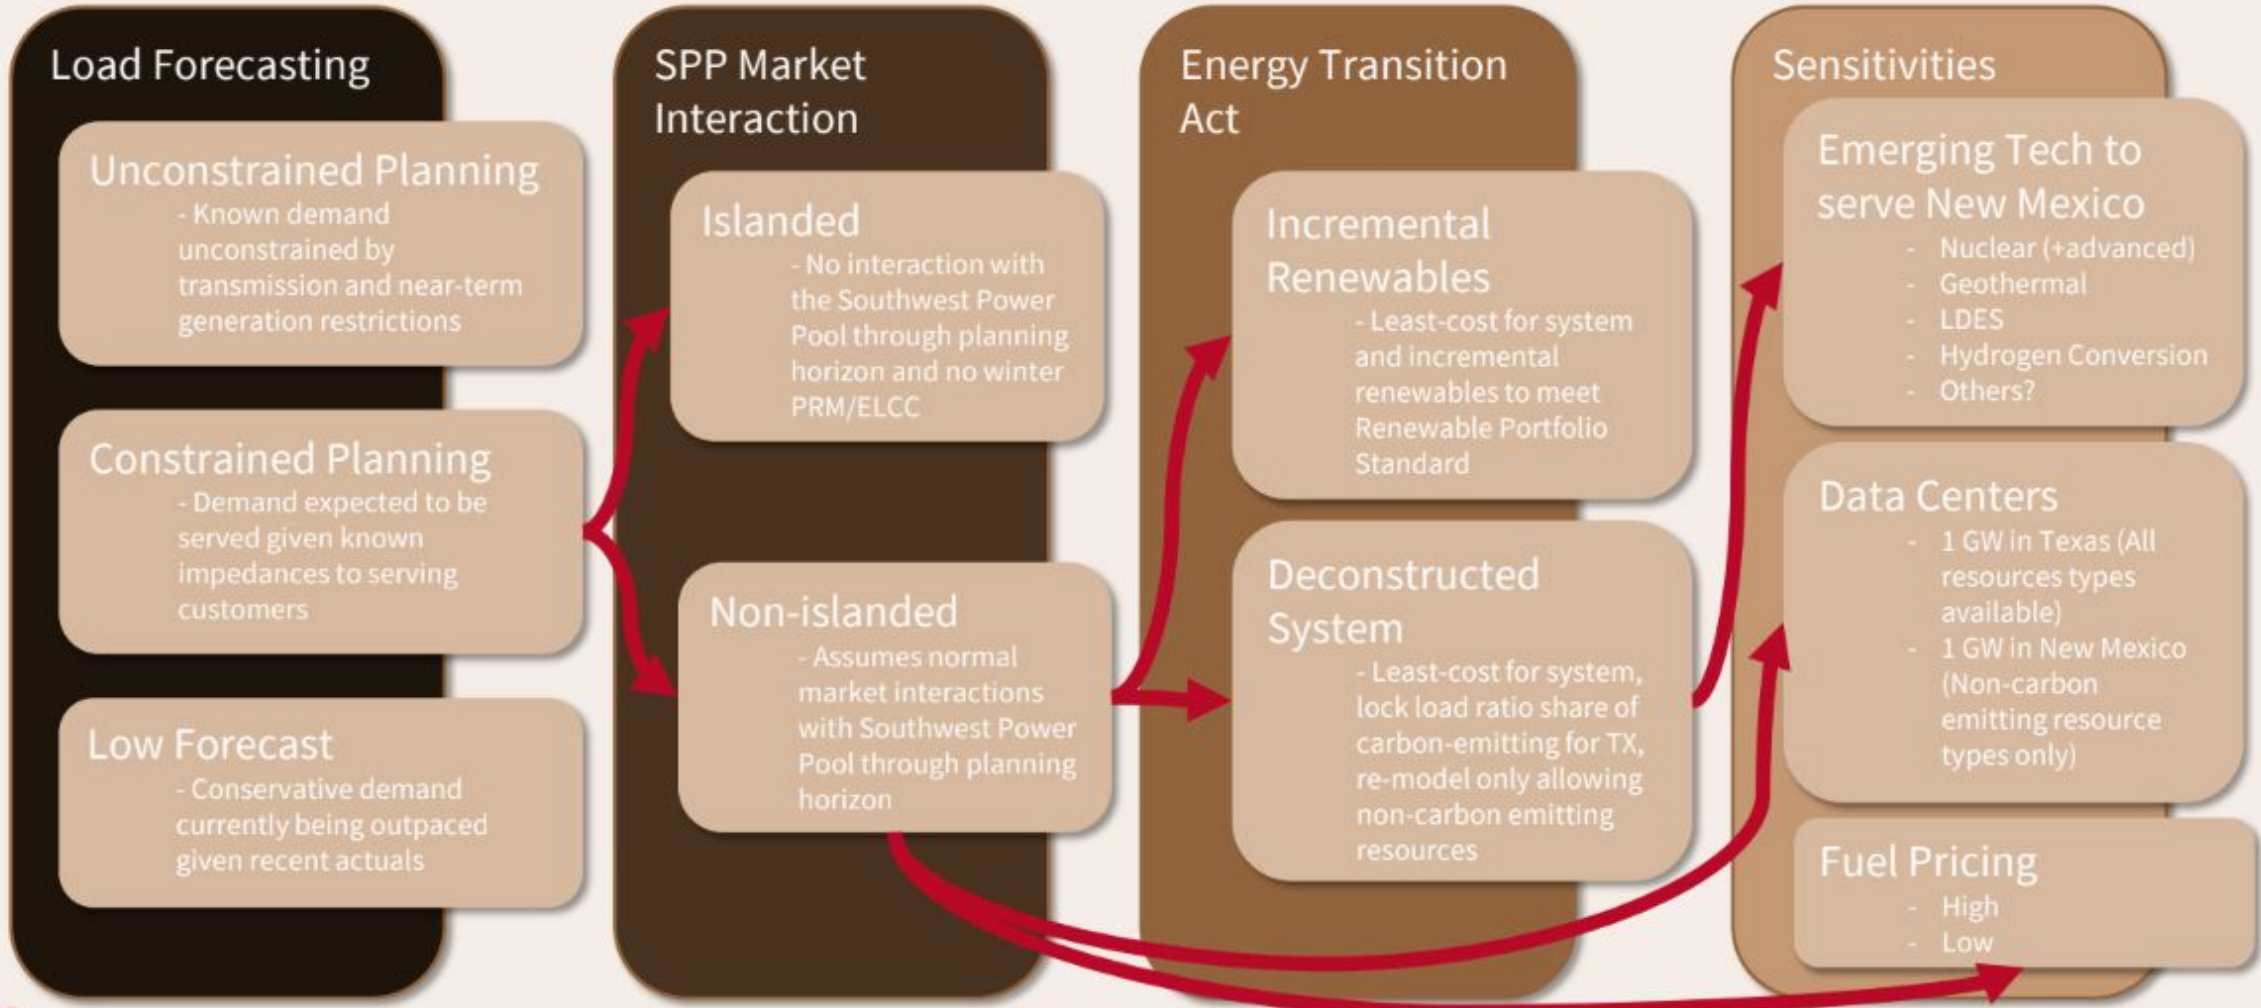 Load Forecasting
Unconstrained Planning
- Known demand
unconstrained by
transmission and near-term
generation restrictions
Constrained Planning
- Demand expected to be
served given known
impedances to serving
customers
Low Forecast
- Conservative demand
currently being outpaced
given recent actuals
SPP Market
Interaction
Islanded
- No interaction with
the Southwest Power
Pool through planning
horizon and no winter
PRM/ELCC
Non-islanded
- Assumes normal
market interactions
with Southwest Power
Pool through planning
horizon
Energy Transition
Act
Incremental
Renewables
- Least-cost for system
and incremental
renewables to meet
Renewable Portfolio
Standard
Deconstructed
System
- Least-cost for system,
lock load ratio share of
carbon-emitting for TX,
re-model only allowing
non-carbon emitting
resources
Sensitivities
Emerging Tech to
serve New Mexico
- Nuclear (+advanced)
- Geothermal
- LDES
- Hydrogen Conversion
- Others?
Data Centers
- 1 GW in Texas (All
resources types
available)
- 1 GW in New Mexico
(Non-carbon
emitting resource
types only)
Fuel Pricing
- High
- Low